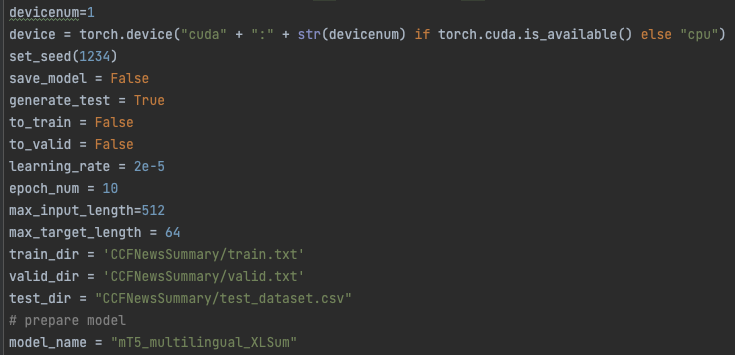 devicenum=1
device = torch.device("cuda" + ":" + str(devicenum) if torch.cuda.is_available() else "cpu")
set_seed(1234)
save_model = False
generate_test = True
to_train = False
to_valid = False
learning_rate = 2e-5
epoch_num = 10
max_input_length=512
max_target_length = 64
train_dir = 'CCFNewsSummary/train.txt'
valid_dir = 'CCFNewsSummary/valid.txt'
test_dir = "CCFNewsSummary/test_dataset.csv"
# prepare model
model_name = "mT5_multilingual_XLSum"